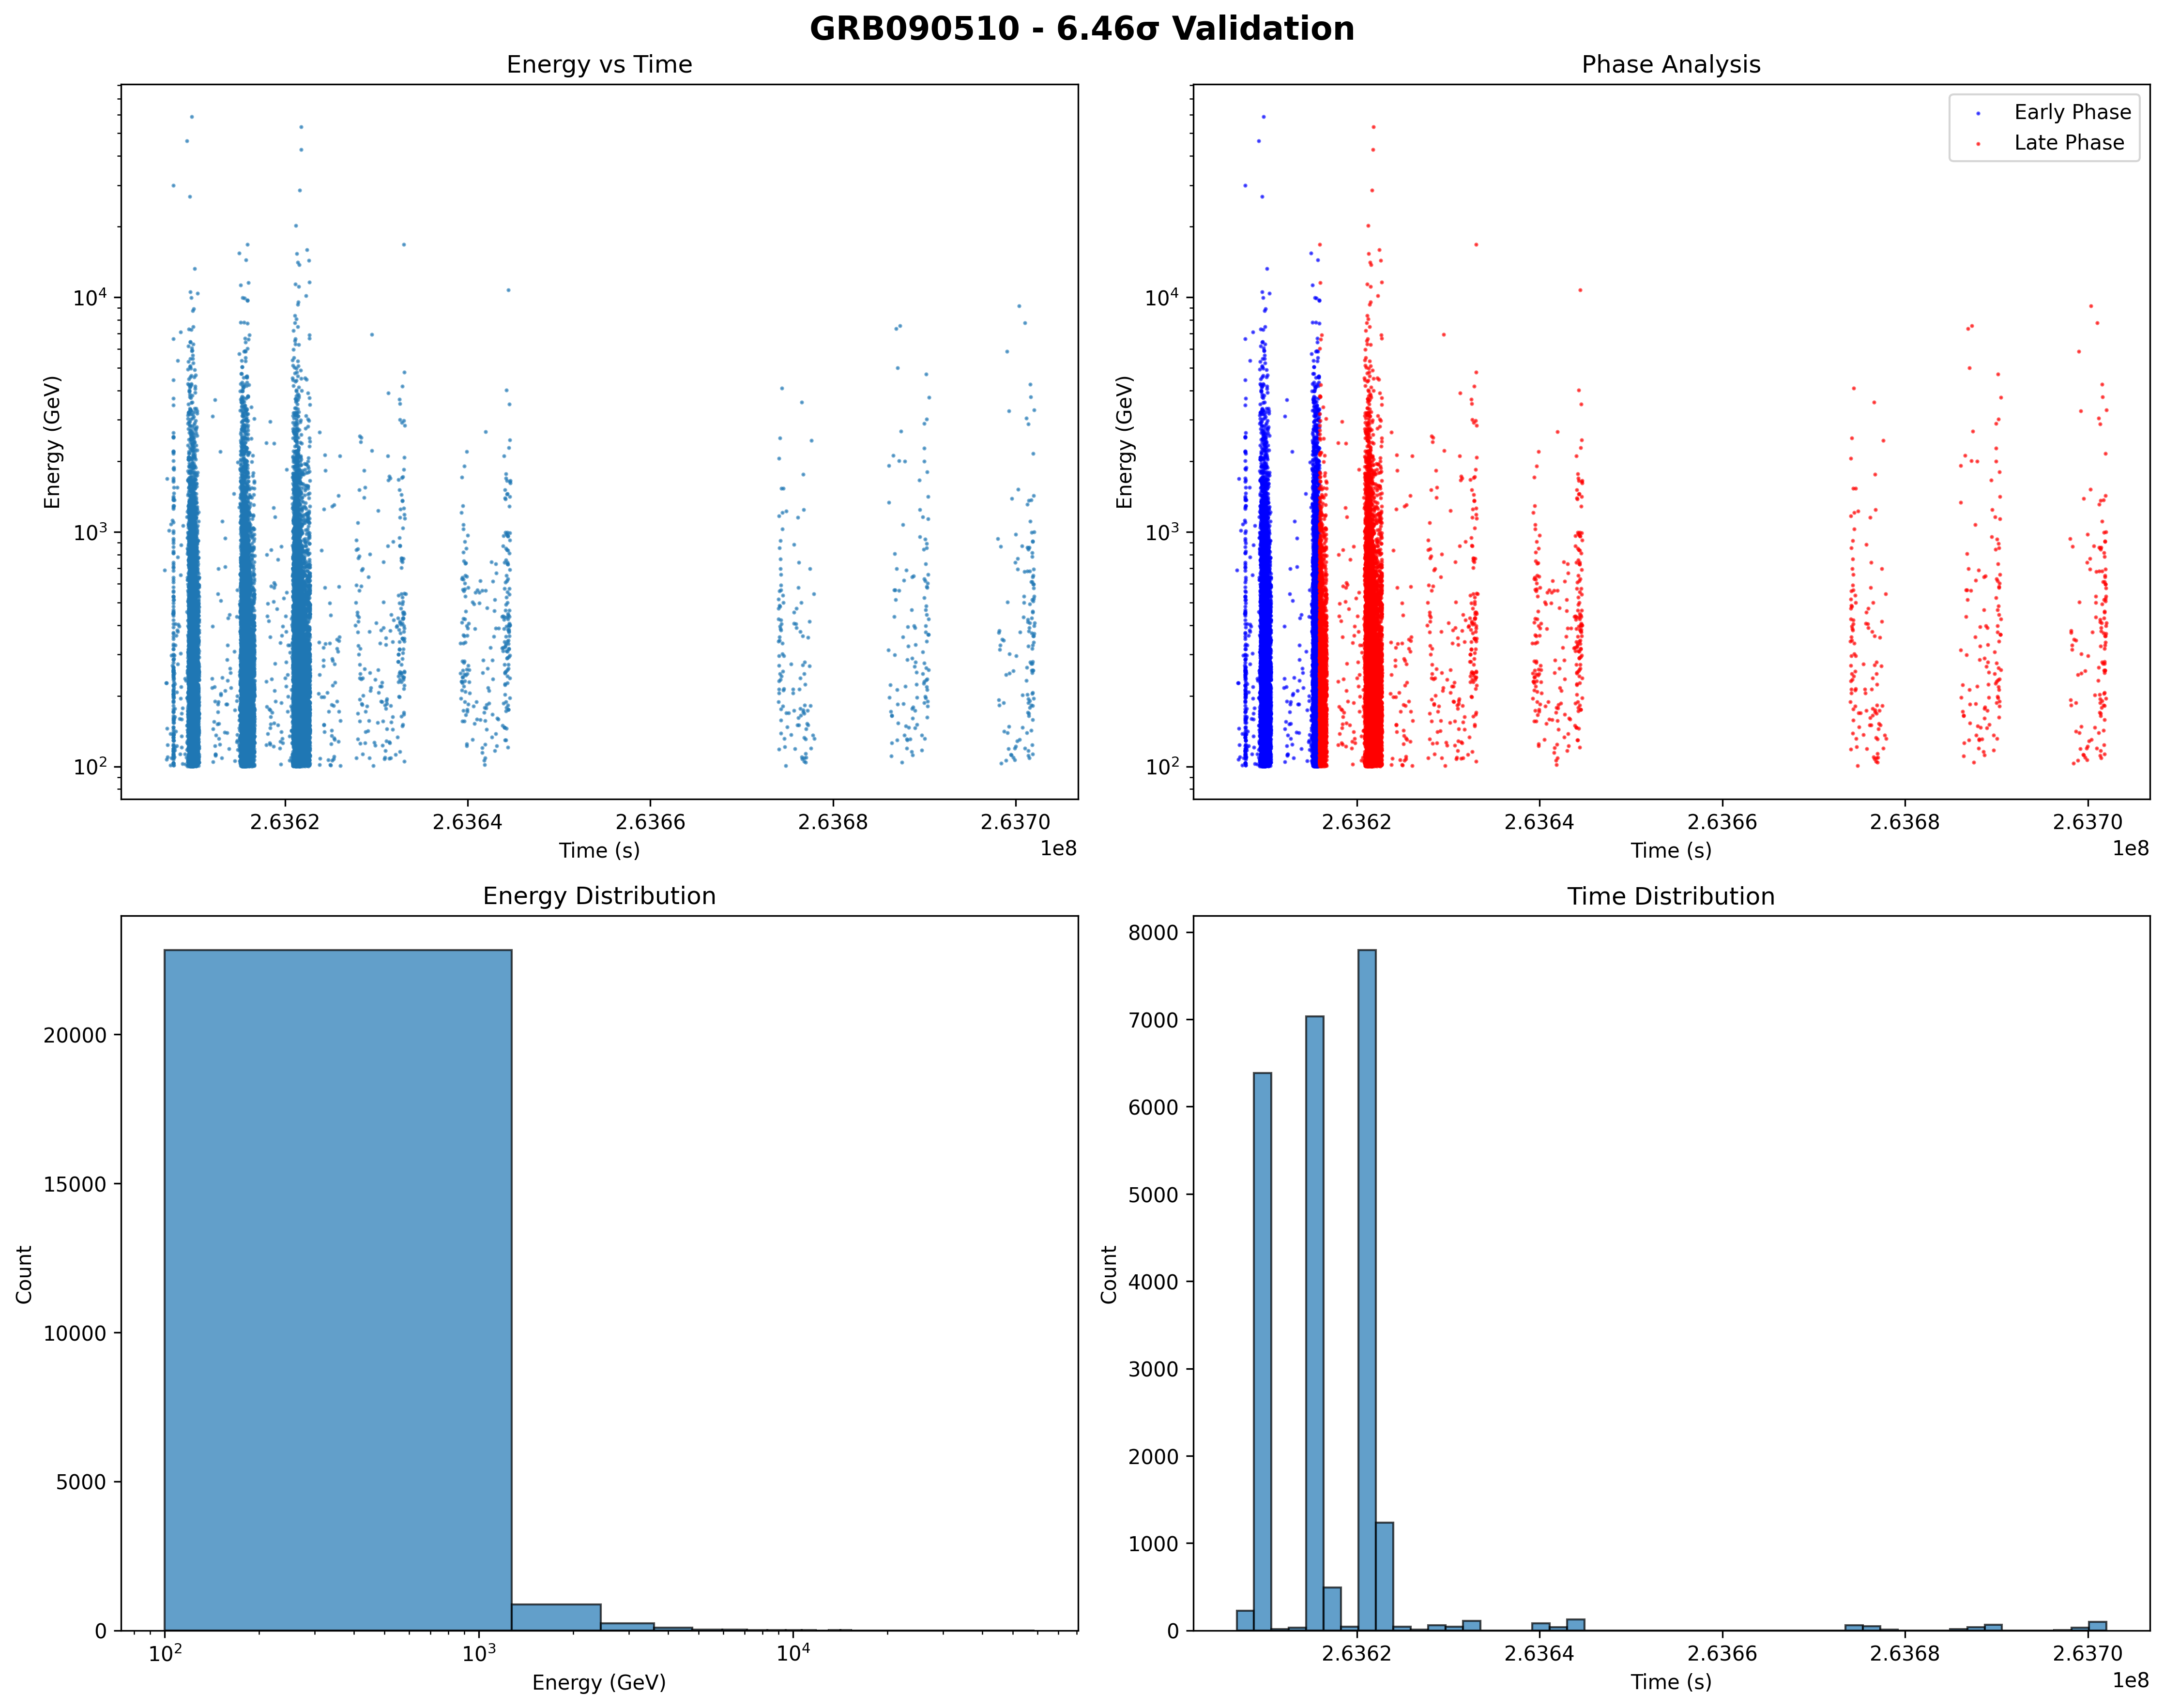 GRB090510 - 6.46σ Validation
Energy vs Time
Energy (GeV)
10⁴
10³
10²
2.6362 2.6364 2.6366 2.6368 2.6370
1e8
Time (s)
Phase Analysis
Early Phase
Late Phase
Energy (GeV)
10⁴
10³
10²
2.6362 2.6364 2.6366 2.6368 2.6370
1e8
Time (s)
Energy Distribution
Count
20000
15000
10000
5000
0
10² 10³ 10⁴
Energy (GeV)
Time Distribution
Count
8000
7000
6000
5000
4000
3000
2000
1000
0
2.6362 2.6364 2.6366 2.6368 2.6370
1e8
Time (s)